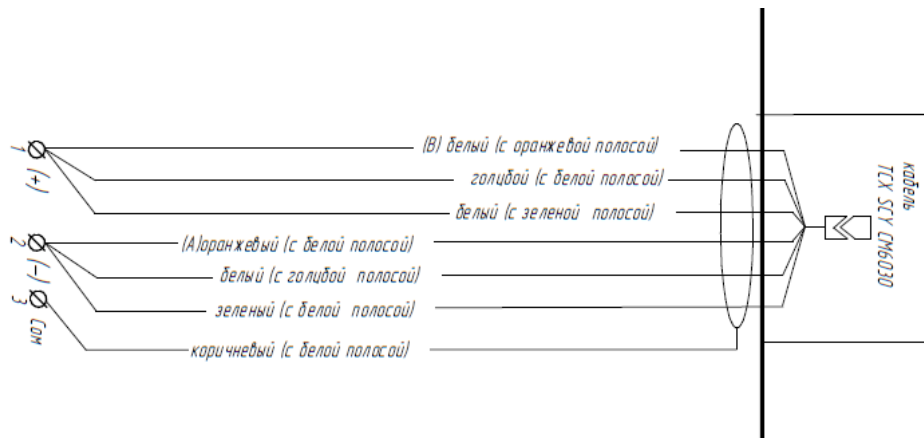 1 (+)
(В) белый (с оранжевой полосой)
голубой (с белой полосой)
белый (с зеленой полосой)
2 (-)
(А)оранжевый (с белой полосой)
белый (с голубой полосой)
зеленый (с белой полосой)
3 Com
коричневый (с белой полосой)
кабель
TCX SCY CM6030